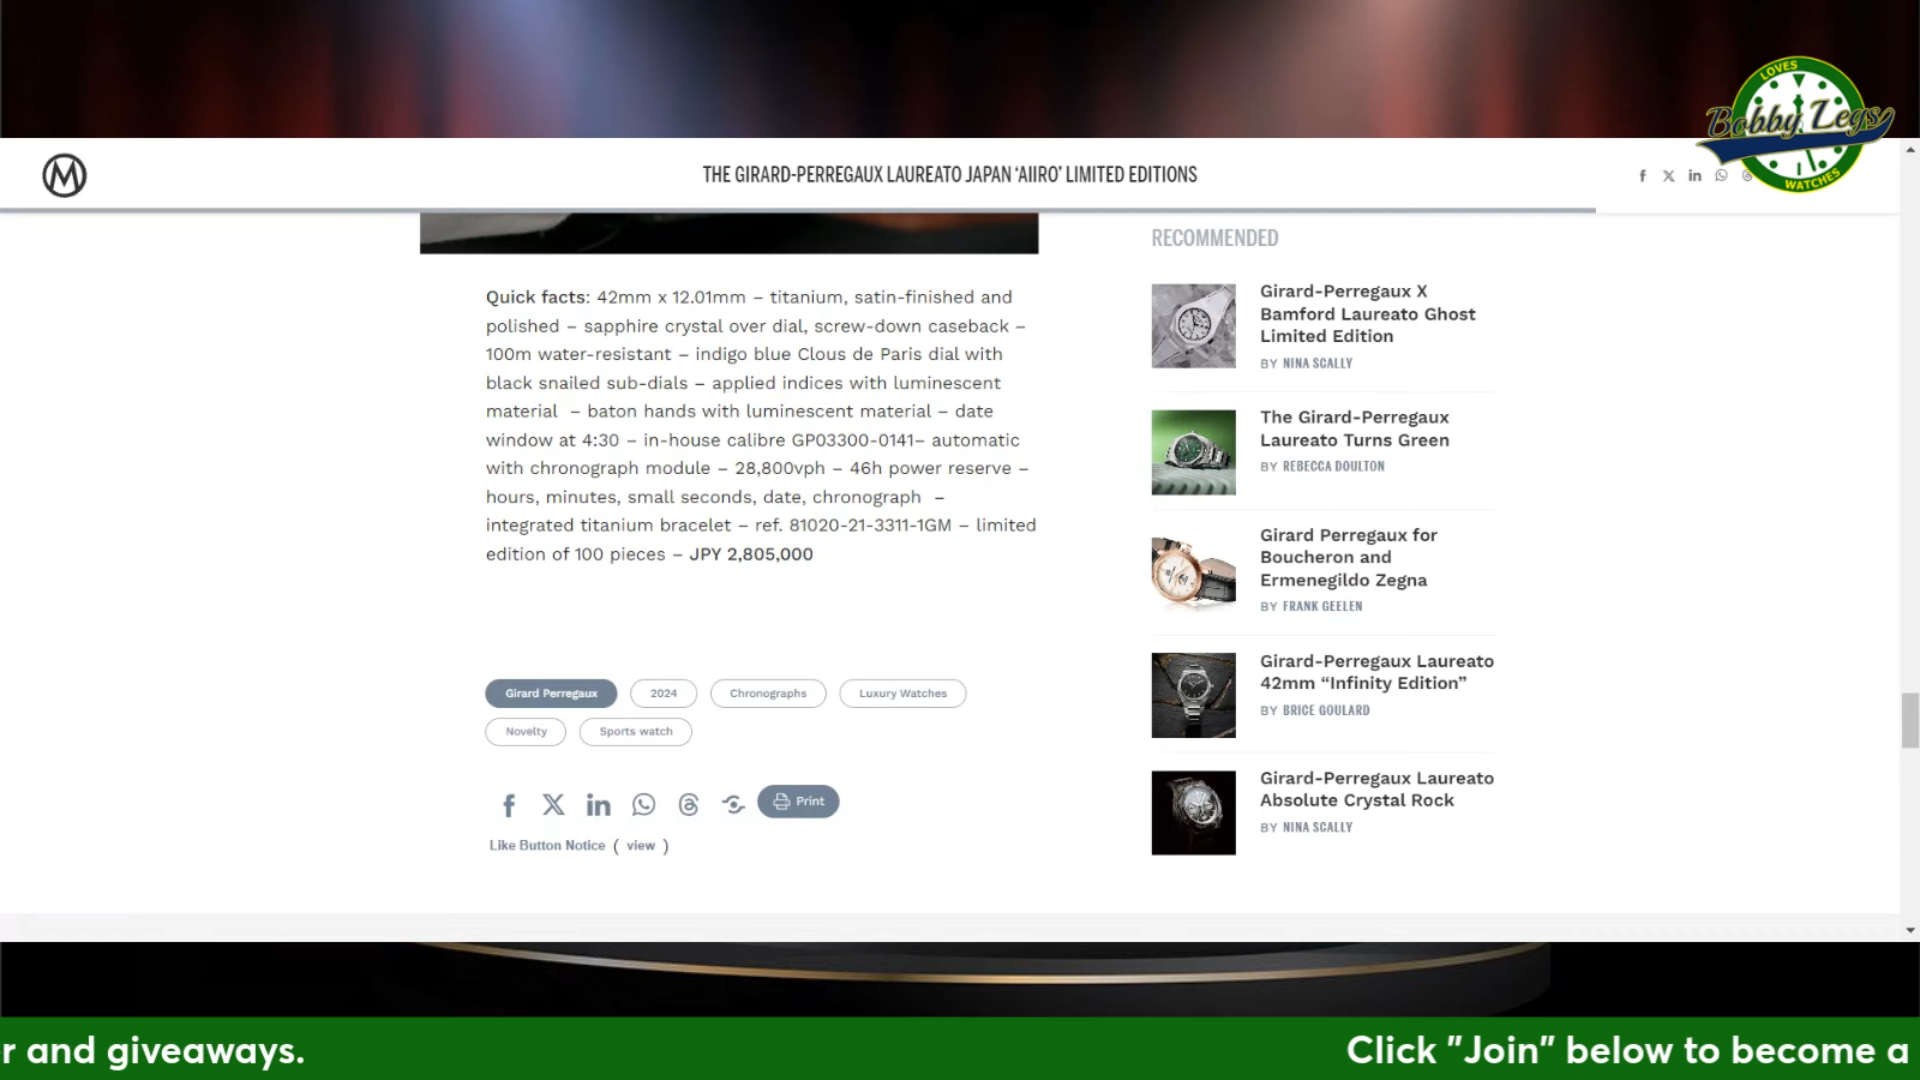 LOVES
Bobby Legs
WATCHES
M
THE GIRARD-PERREGAUX LAUREATO JAPAN ‘AIIRO’ LIMITED EDITIONS
Quick facts: 42mm x 12.01mm – titanium, satin-finished and
polished – sapphire crystal over dial, screw-down caseback –
100m water-resistant – indigo blue Clous de Paris dial with
black snailed sub-dials – applied indices with luminescent
material – baton hands with luminescent material – date
window at 4:30 – in-house calibre GP03300-0141– automatic
with chronograph module – 28,800vph – 46h power reserve –
hours, minutes, small seconds, date, chronograph –
integrated titanium bracelet – ref. 81020-21-3311-1GM – limited
edition of 100 pieces – JPY 2,805,000
Girard Perregaux
2024
Chronographs
Luxury Watches
Novelty
Sports watch
Print
Like Button Notice ( view )
RECOMMENDED
Girard-Perregaux X
Bamford Laureato Ghost
Limited Edition
BY NINA SCALLY
The Girard-Perregaux
Laureato Turns Green
BY REBECCA DOULTON
Girard Perregaux for
Boucheron and
Ermenegildo Zegna
BY FRANK GEELEN
Girard-Perregaux Laureato
42mm “Infinity Edition”
BY BRICE GOULARD
Girard-Perregaux Laureato
Absolute Crystal Rock
BY NINA SCALLY
r and giveaways.
Click "Join" below to become a